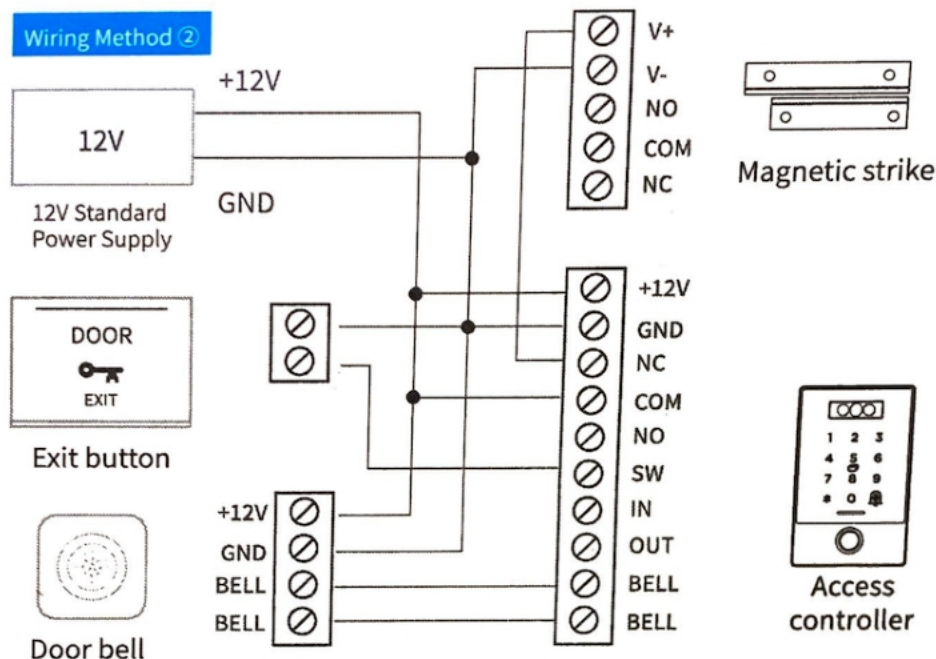 Wiring Method ②
+12V
12V
GND
12V Standard
Power Supply
V+
V-
NO
COM
NC
Magnetic strike
DOOR
EXIT
Exit button
+12V
GND
NC
COM
NO
SW
IN
OUT
BELL
BELL
1 2 3
4 5 6
7 8 9
* 0
Access
controller
+12V
GND
BELL
BELL
Door bell